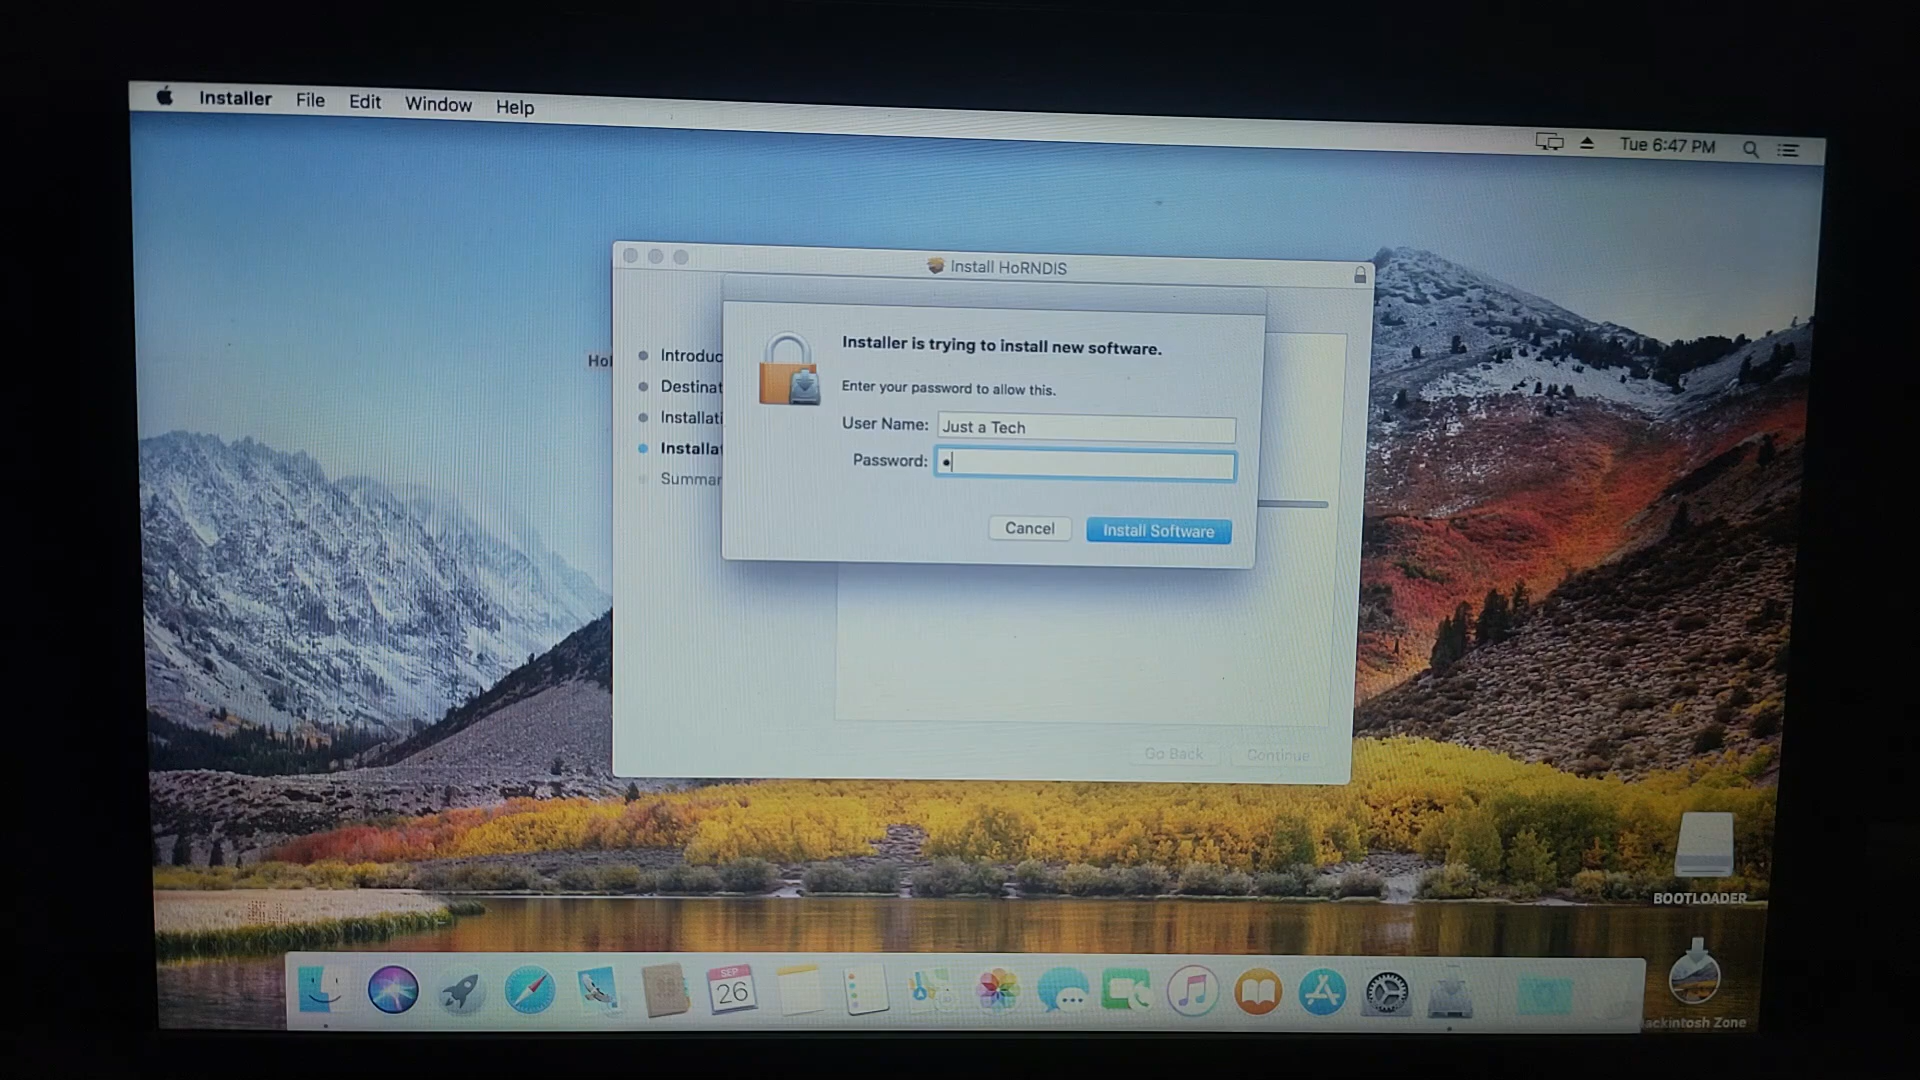 Installer File Edit Window Help
Tue 6:47 PM
Install HoRNDIS
Introduc
Destinat
Installati
Installa
Summar
Installer is trying to install new software.
Enter your password to allow this.
User Name: Just a Tech
Password: •
Cancel Install Software
Go Back Continue
BOOTLOADER
SEP
26
ackintosh Zone